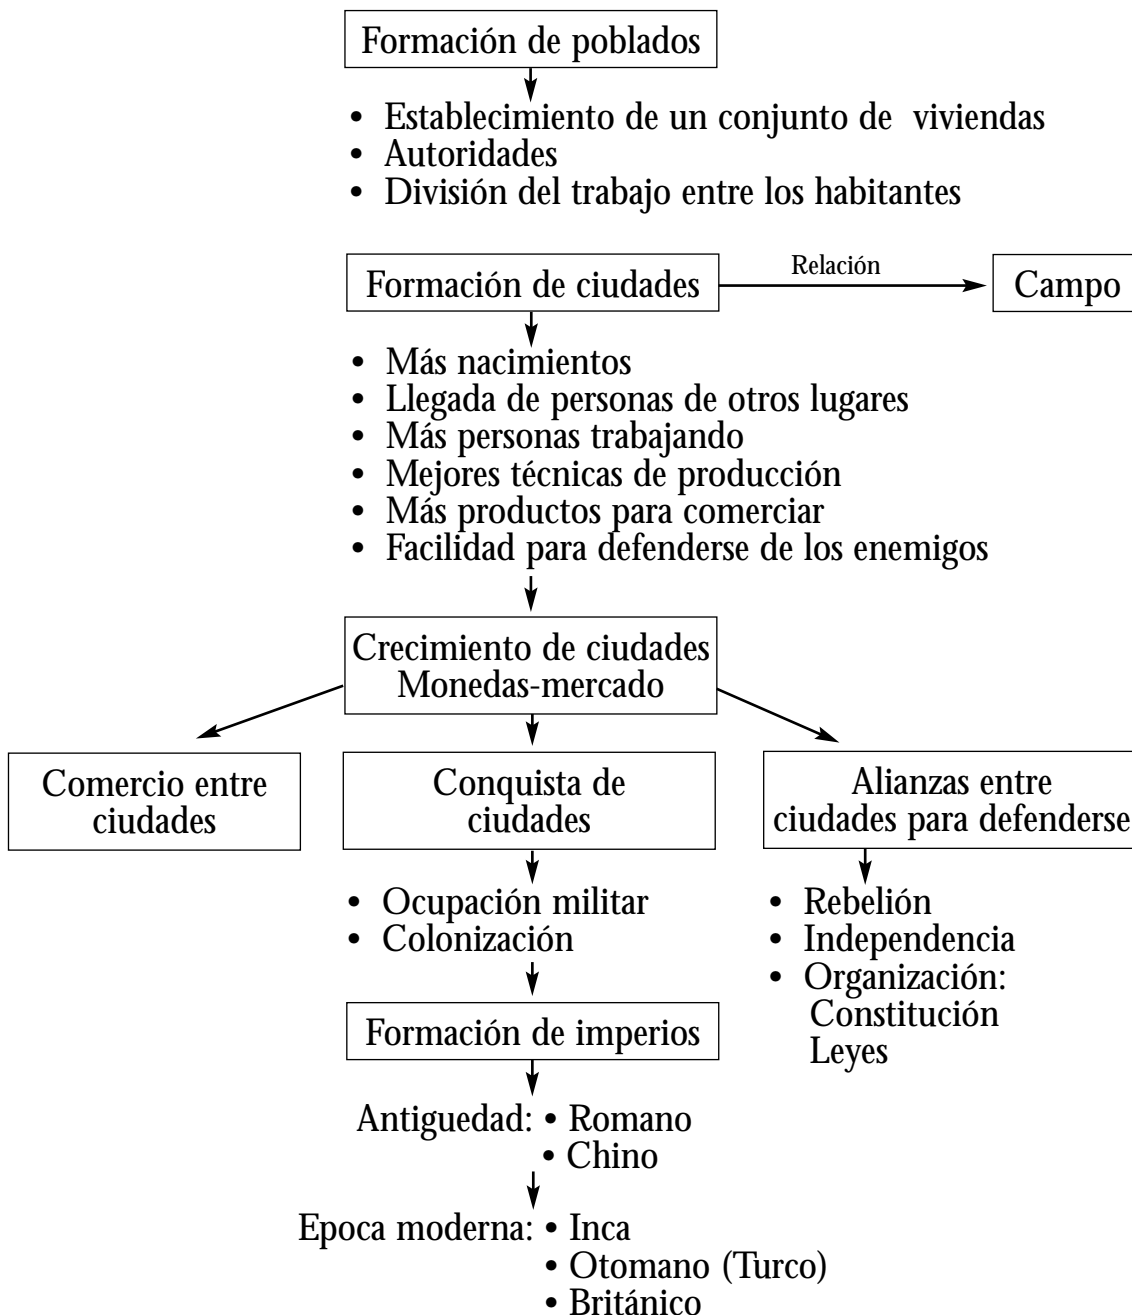 Formación de poblados
• Establecimiento de un conjunto de viviendas
• Autoridades
• División del trabajo entre los habitantes
Formación de ciudades
Relación
Campo
• Más nacimientos
• Llegada de personas de otros lugares
• Más personas trabajando
• Mejores técnicas de producción
• Más productos para comerciar
• Facilidad para defenderse de los enemigos
Crecimiento de ciudades
Monedas-mercado
Comercio entre
ciudades
Conquista de
ciudades
Alianzas entre
ciudades para defenderse
• Ocupación militar
• Colonización
• Rebelión
• Independencia
• Organización:
Constitución
Leyes
Formación de imperios
Antiguedad: • Romano
• Chino
Epoca moderna: • Inca
• Otomano (Turco)
• Británico